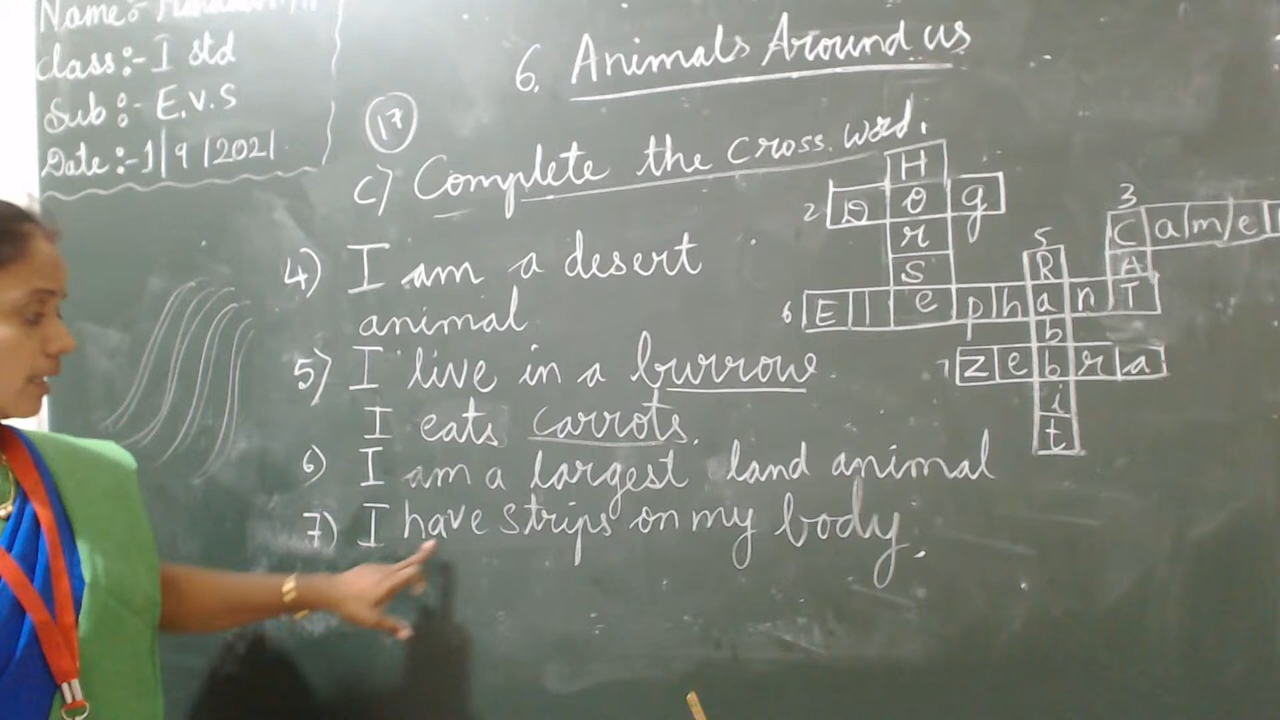 Name :-
Class :- I std
Sub :- E.V.S
Date :- 1/9/2021
6. Animals Around us
17
C) Complete the cross word.
4) I am a desert
animal
5) I live in a burrow.
I eats carrots.
6) I am a largest land animal
7) I have strips on my body.
H
2 D o g
r
S
3
C a m e l
A
5
R
6 E l e p h a n T
b
7 z e b r a
i
t